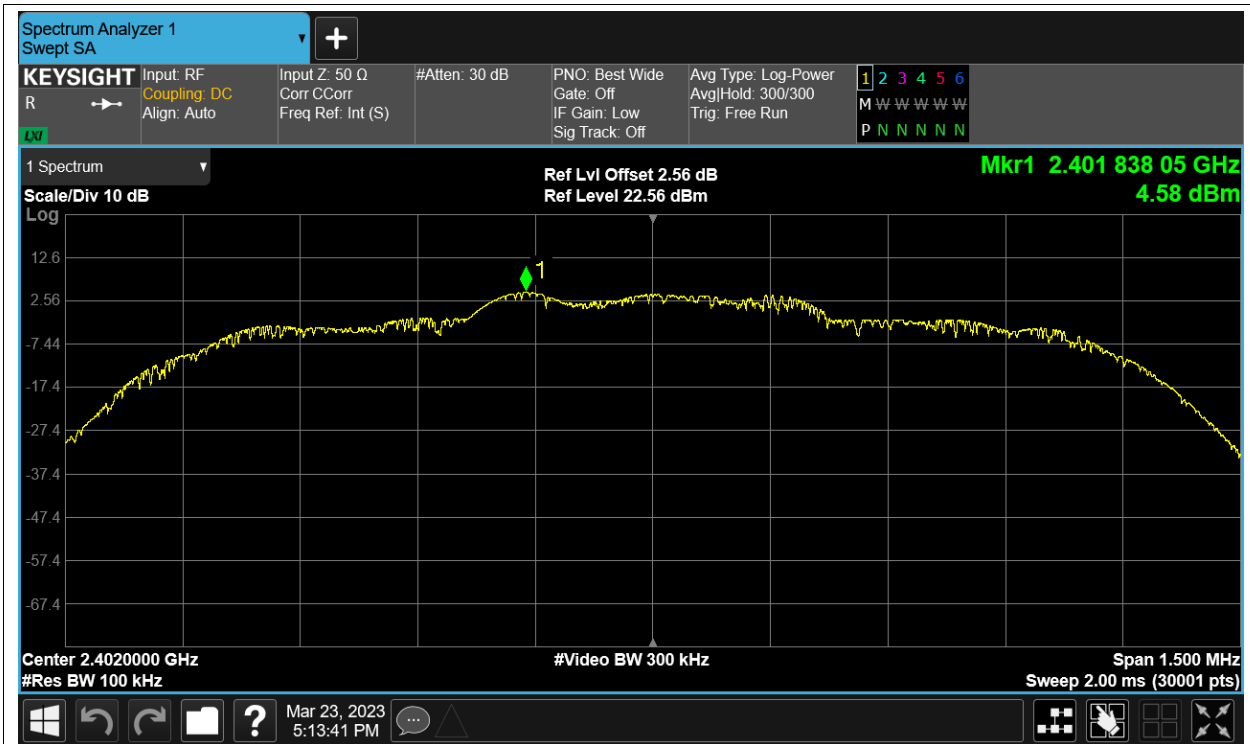 Spectrum Analyzer 1
Swept SA
KEYSIGHT
R
LXI
Input: RF
Coupling: DC
Align: Auto
Input Z: 50 Ω
Corr CCorr
Freq Ref: Int (S)
#Atten: 30 dB
PNO: Best Wide
Gate: Off
IF Gain: Low
Sig Track: Off
Avg Type: Log-Power
Avg|Hold: 300/300
Trig: Free Run
1 2 3 4 5 6
M W W W W W
P N N N N N
1 Spectrum
Scale/Div 10 dB
Ref Lvl Offset 2.56 dB
Ref Level 22.56 dBm
Mkr1 2.401 838 05 GHz
4.58 dBm
Log
12.6
2.56
-7.44
-17.4
-27.4
-37.4
-47.4
-57.4
-67.4
1
Center 2.4020000 GHz
#Res BW 100 kHz
#Video BW 300 kHz
Span 1.500 MHz
Sweep 2.00 ms (30001 pts)
?
Mar 23, 2023
5:13:41 PM